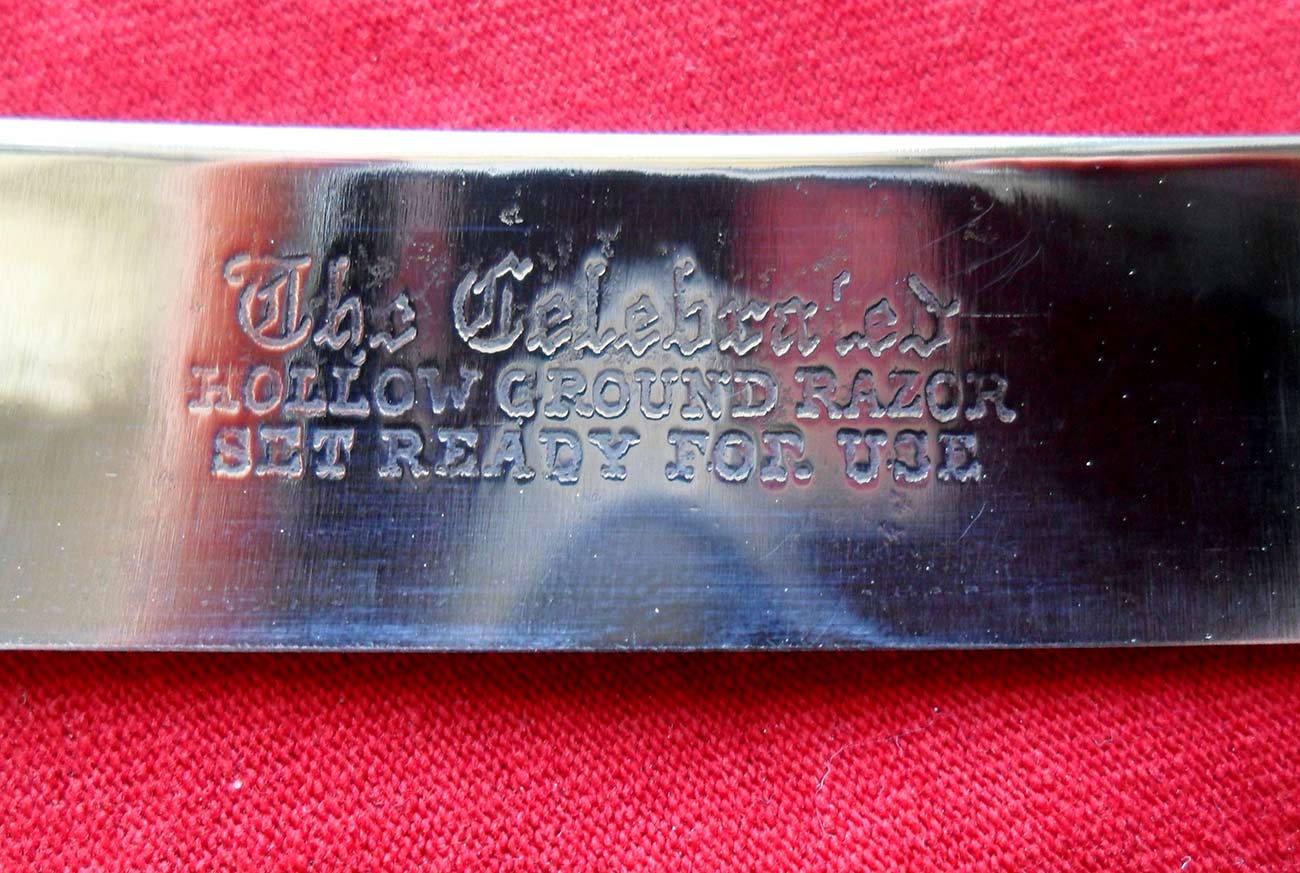 The Celebrated
HOLLOW GROUND RAZOR
SET READY FOR USE